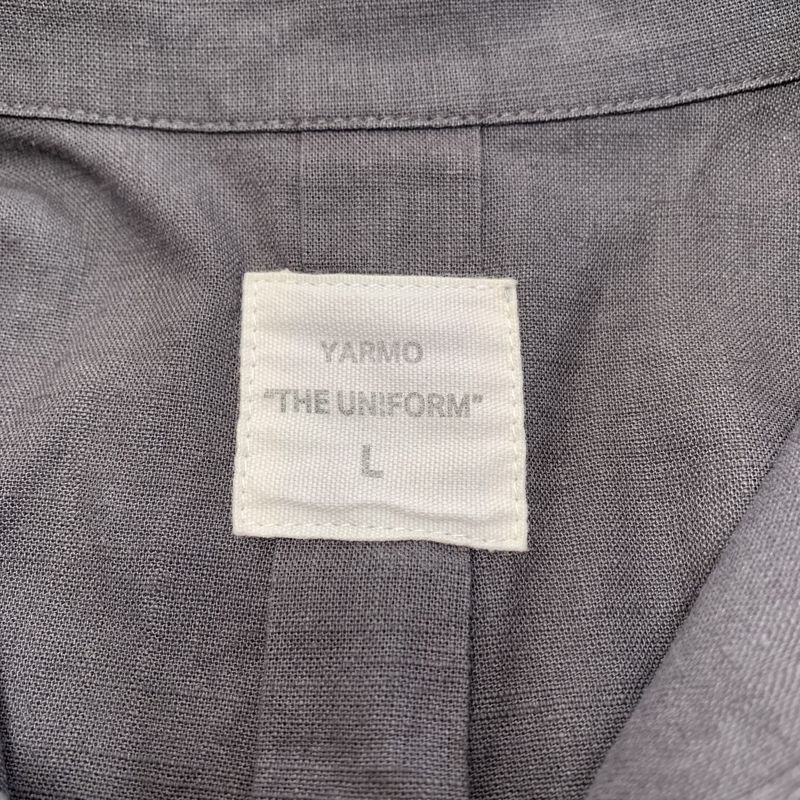 YARMO
“THE UNIFORM”
L